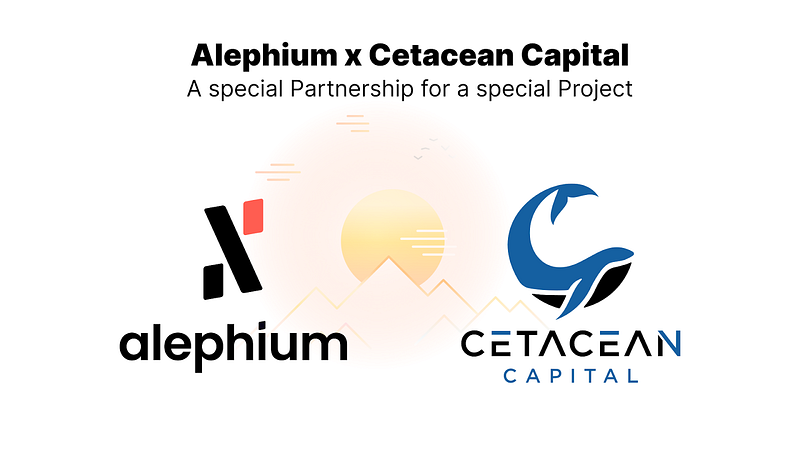 Alephium x Cetacean Capital
A special Partnership for a special Project
alephium
CETACEAN
CAPITAL